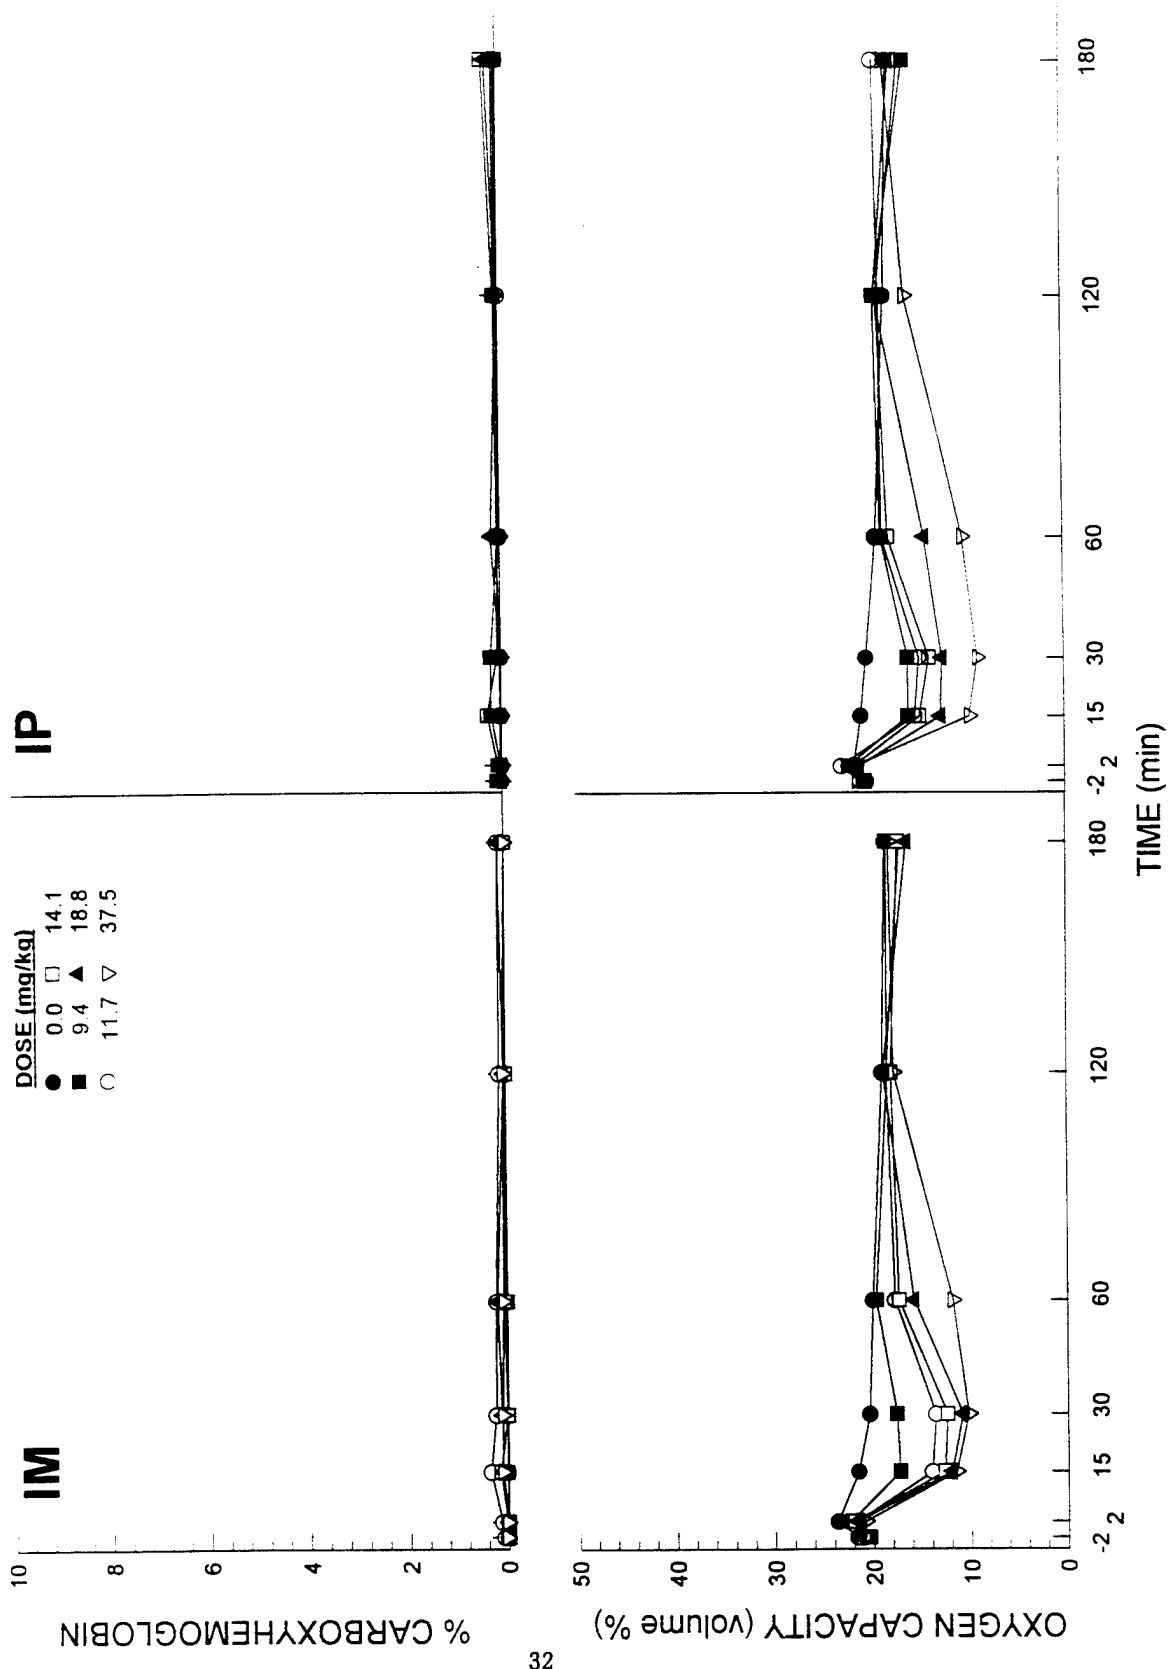 IM
IP
DOSE (mg/kg)
0.0 14.1
9.4 18.8
11.7 37.5
% CARBOXYHEMOGLOBIN
10
8
6
4
2
0
OXYGEN CAPACITY (volume %)
50
40
30
20
10
0
-2 2 15 30 60 120 180 -2 2 15 30 60 120 180
TIME (min)
32